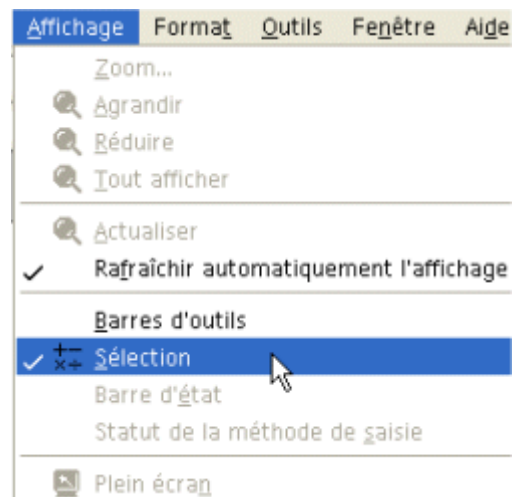 Affichage Format Outils Fenêtre Aide
Zoom...
Agrandir
Réduire
Tout afficher
Actualiser
Rafraîchir automatiquement l'affichage
Barres d'outils
Sélection
Barre d'état
Statut de la méthode de saisie
Plein écran